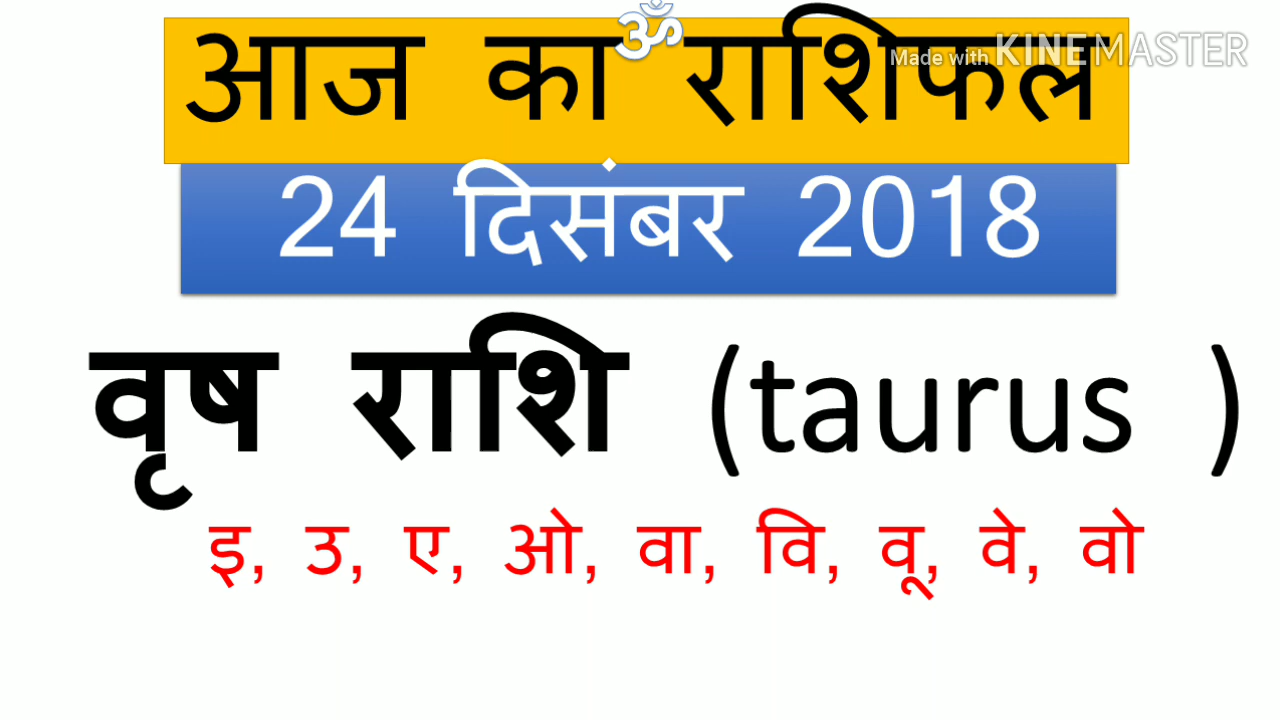 ॐ
आज का राशिफल
Made with KINEMASTER
24 दिसंबर 2018
वृष राशि (taurus )
इ, उ, ए, ओ, वा, वि, वू, वे, वो